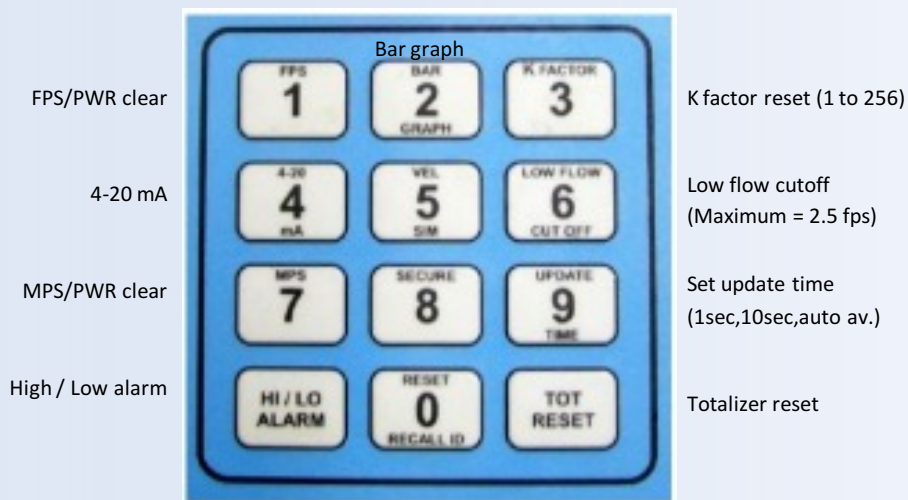 Bar graph
FPS/PWR clear
FPS
1
BAR
2
GRAPH
K FACTOR
3
K factor reset (1 to 256)
4-20 mA
4-20
4
mA
VEL
5
SIM
LOW FLOW
6
CUT OFF
Low flow cutoff
(Maximum = 2.5 fps)
MPS/PWR clear
MPS
7
SECURE
8
UPDATE
9
TIME
Set update time
(1sec,10sec,auto av.)
High / Low alarm
HI / LO
ALARM
RESET
0
RECALL ID
TOT
RESET
Totalizer reset